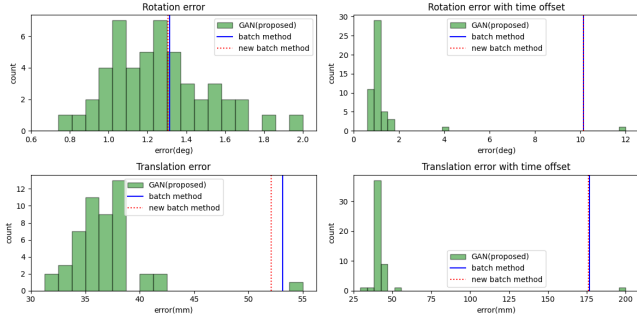 Rotation error
6
4
2
0
count
0.6 0.8 1.0 1.2 1.4 1.6 1.8 2.0
error(deg)
GAN(proposed)
batch method
new batch method
Rotation error with time offset
30
25
20
15
10
5
0
count
0 2 4 6 8 10 12
error(deg)
GAN(proposed)
batch method
new batch method
Translation error
12
10
8
6
4
2
0
count
30 35 40 45 50 55
error(mm)
GAN(proposed)
batch method
new batch method
Translation error with time offset
30
20
10
0
count
25 50 75 100 125 150 175 200
error(mm)
GAN(proposed)
batch method
new batch method